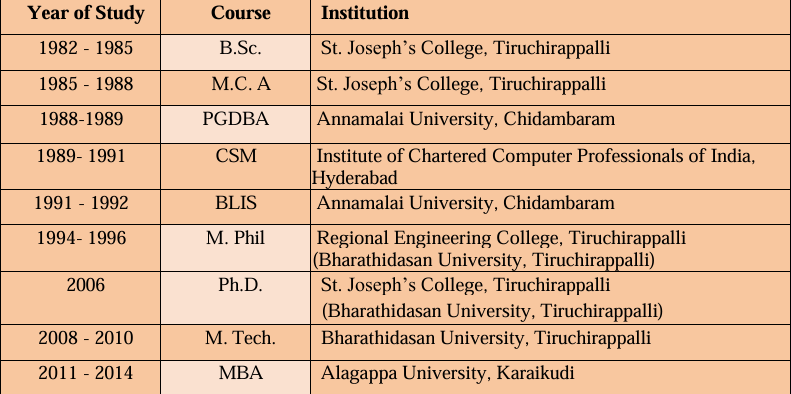 Year of Study Course Institution
1982 - 1985 B.Sc. St. Joseph’s College, Tiruchirappalli
1985 - 1988 M.C. A St. Joseph’s College, Tiruchirappalli
1988-1989 PGDBA Annamalai University, Chidambaram
1989- 1991 CSM Institute of Chartered Computer Professionals of India,
Hyderabad
1991 - 1992 BLIS Annamalai University, Chidambaram
1994- 1996 M. Phil Regional Engineering College, Tiruchirappalli
(Bharathidasan University, Tiruchirappalli)
2006 Ph.D. St. Joseph’s College, Tiruchirappalli
(Bharathidasan University, Tiruchirappalli)
2008 - 2010 M. Tech. Bharathidasan University, Tiruchirappalli
2011 - 2014 MBA Alagappa University, Karaikudi